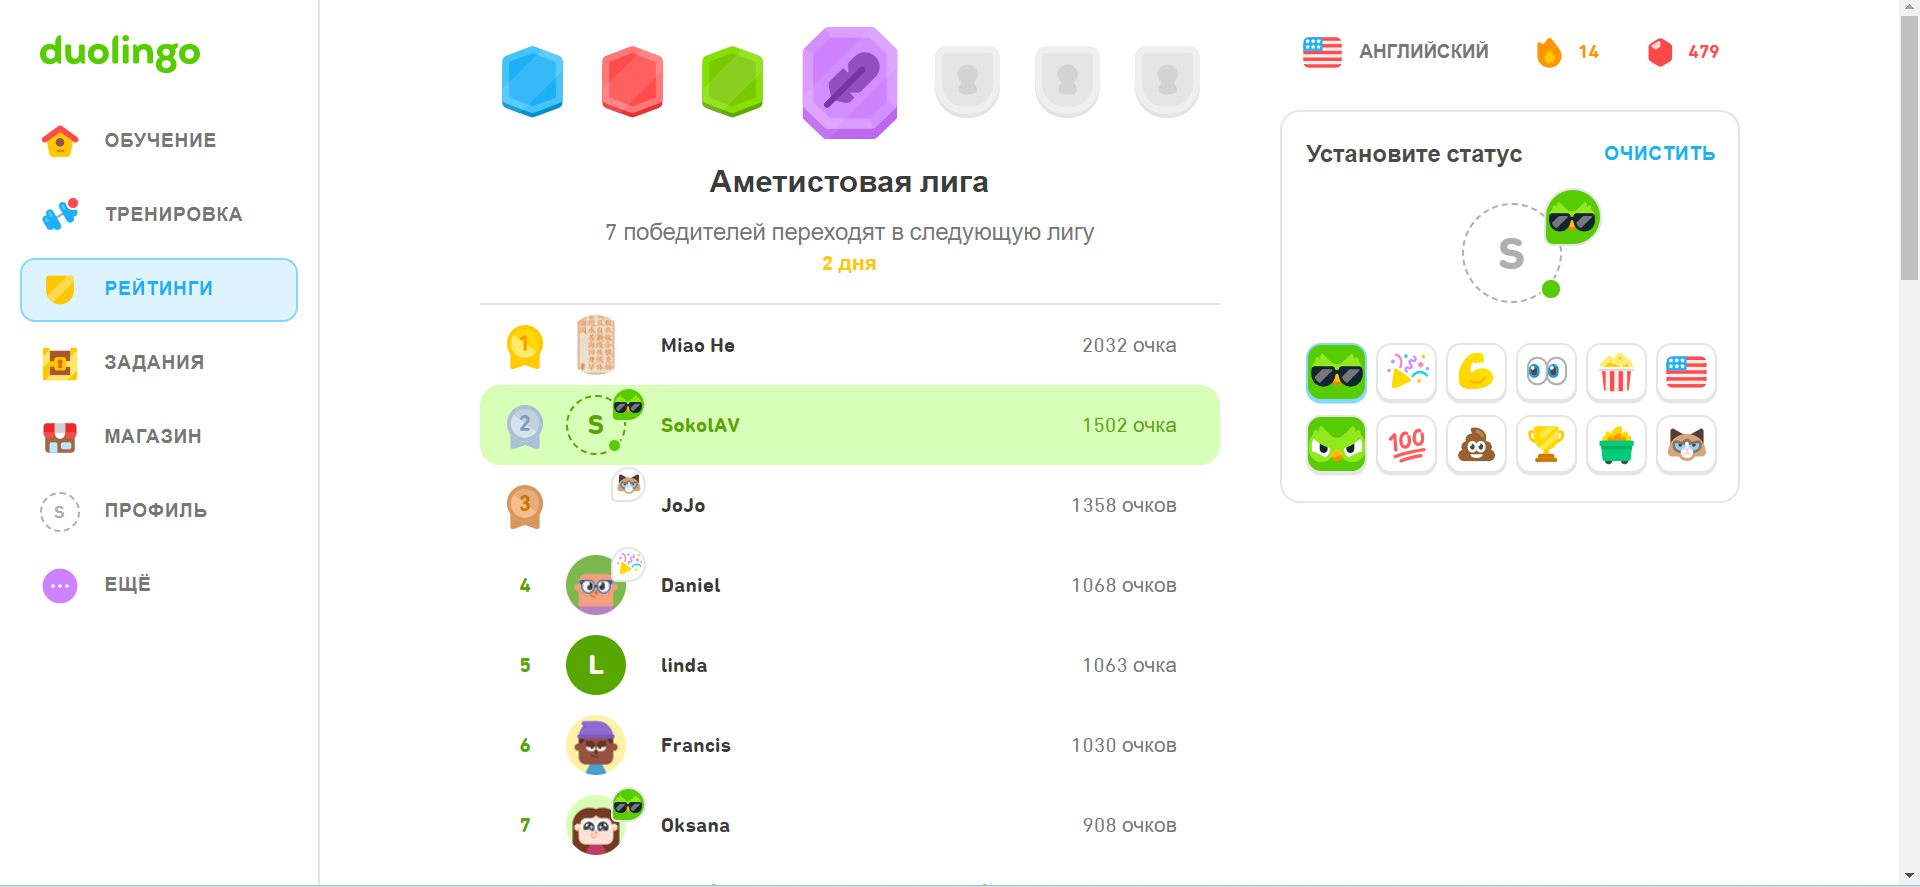 duolingo
ОБУЧЕНИЕ
ТРЕНИРОВКА
РЕЙТИНГИ
ЗАДАНИЯ
МАГАЗИН
S ПРОФИЛЬ
ЕЩЁ
Аметистовая лига
7 победителей переходят в следующую лигу
2 дня
1 Miao He 2032 очка
2 S SokolAV 1502 очка
3 JoJo 1358 очков
4 Daniel 1068 очков
5 L linda 1063 очка
6 Francis 1030 очков
7 Oksana 908 очков
АНГЛИЙСКИЙ 14 479
Установите статус ОЧИСТИТЬ
S
100